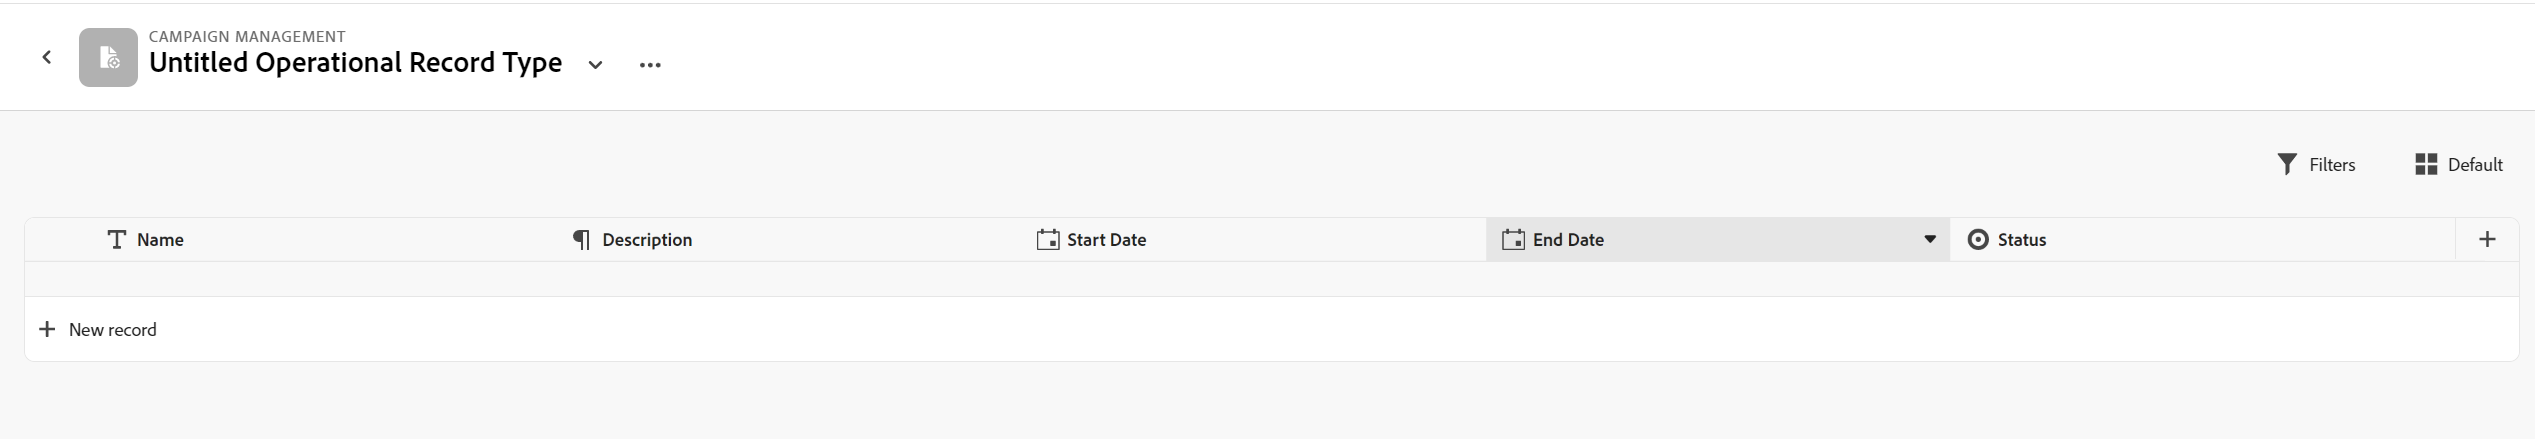 CAMPAIGN MANAGEMENT
Untitled Operational Record Type
Filters
Default
Name
Description
Start Date
End Date
Status
New record